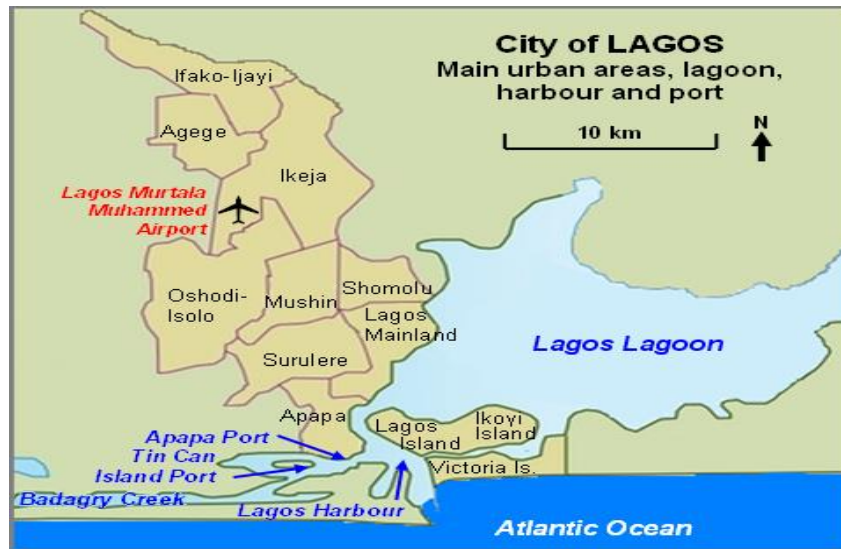 City of LAGOS
Main urban areas, lagoon,
harbour and port
10 km
N
Ifako-Ijayi
Agege
Ikeja
Lagos Murtala
Muhammed
Airport
Oshodi-
Isolo
Mushin
Shomolu
Lagos
Mainland
Surulere
Lagos Lagoon
Apapa
Lagos
Island
Ikoyi
Island
Victoria Is.
Apapa Port
Tin Can
Island Port
Badagry Creek
Lagos Harbour
Atlantic Ocean